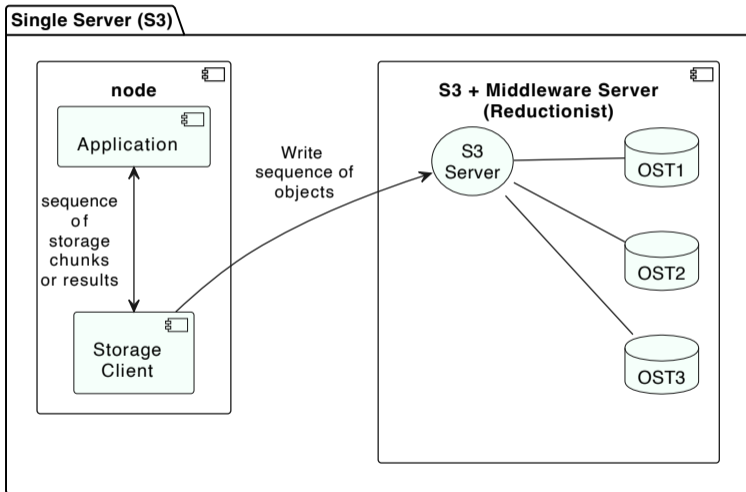 Single Server (S3)
node
Application
sequence
of
storage
chunks
or results
Storage
Client
Write
sequence of
objects
S3 + Middleware Server
(Reductionist)
S3
Server
OST1
OST2
OST3